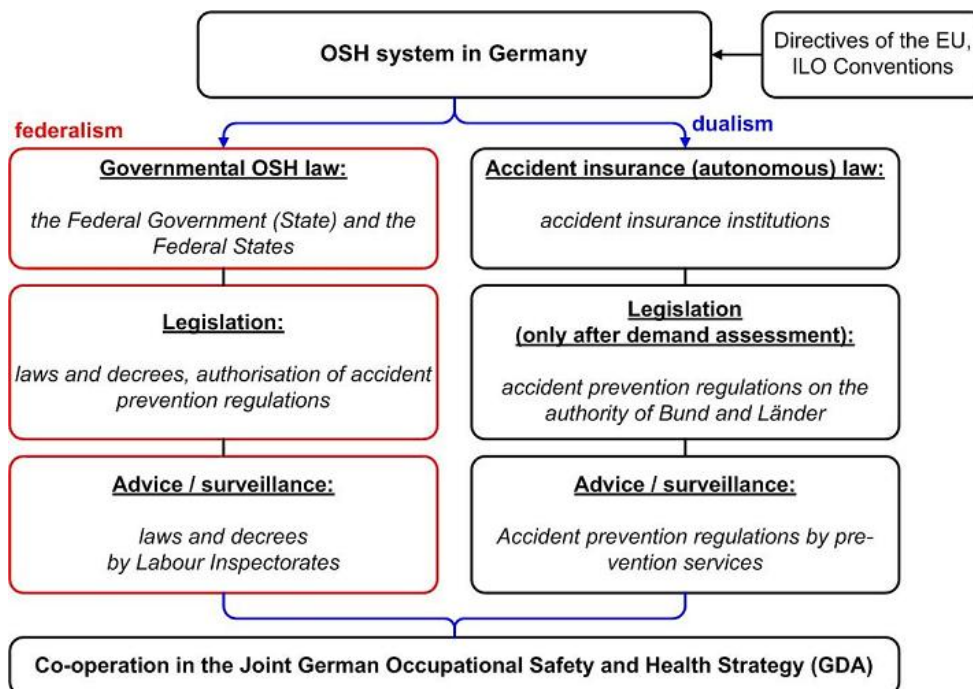 OSH system in Germany
Directives of the EU,
ILO Conventions
federalism
dualism
Governmental OSH law:
the Federal Government (State) and the
Federal States
Accident insurance (autonomous) law:
accident insurance institutions
Legislation:
laws and decrees, authorisation of accident
prevention regulations
Legislation
(only after demand assessment):
accident prevention regulations on the
authority of Bund and Länder
Advice / surveillance:
laws and decrees
by Labour Inspectorates
Advice / surveillance:
Accident prevention regulations by pre-
vention services
Co-operation in the Joint German Occupational Safety and Health Strategy (GDA)